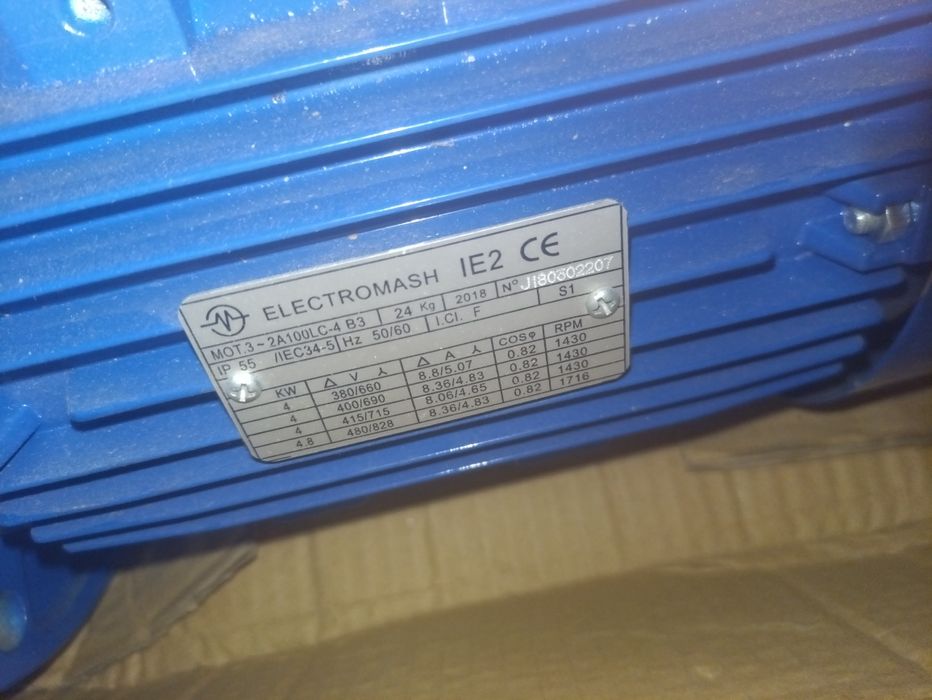 ELECTROMASH IE2 CE
MOT.3~2A100LC-4 B3 24 Kg 2018 N° J180302207
IP 55 /IEC34-5 Hz 50/60 I.Cl. F S1
KW Δ V Y Δ A Y COSφ RPM
4 380/660 8.8/5.07 0.82 1430
4 400/690 8.36/4.83 0.82 1430
4 415/715 8.06/4.65 0.82 1430
4.8 480/828 8.36/4.83 0.82 1716